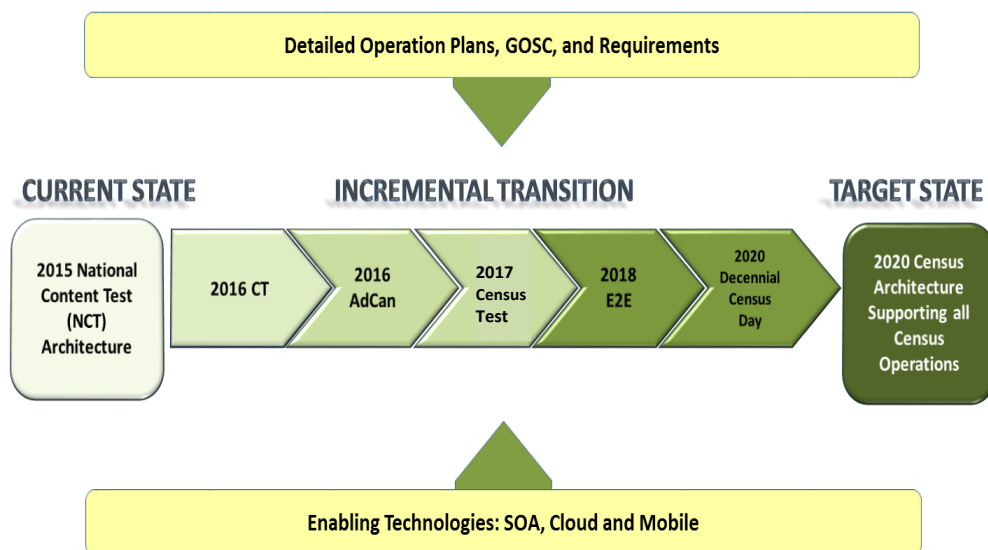 Detailed Operation Plans, GOSC, and Requirements
CURRENT STATE
INCREMENTAL TRANSITION
TARGET STATE
2015 National
Content Test
(NCT)
Architecture
2016 CT
2016
AdCan
2017
Census
Test
2018
E2E
2020
Decennial
Census
Day
2020 Census
Architecture
Supporting all
Census
Operations
Enabling Technologies: SOA, Cloud and Mobile